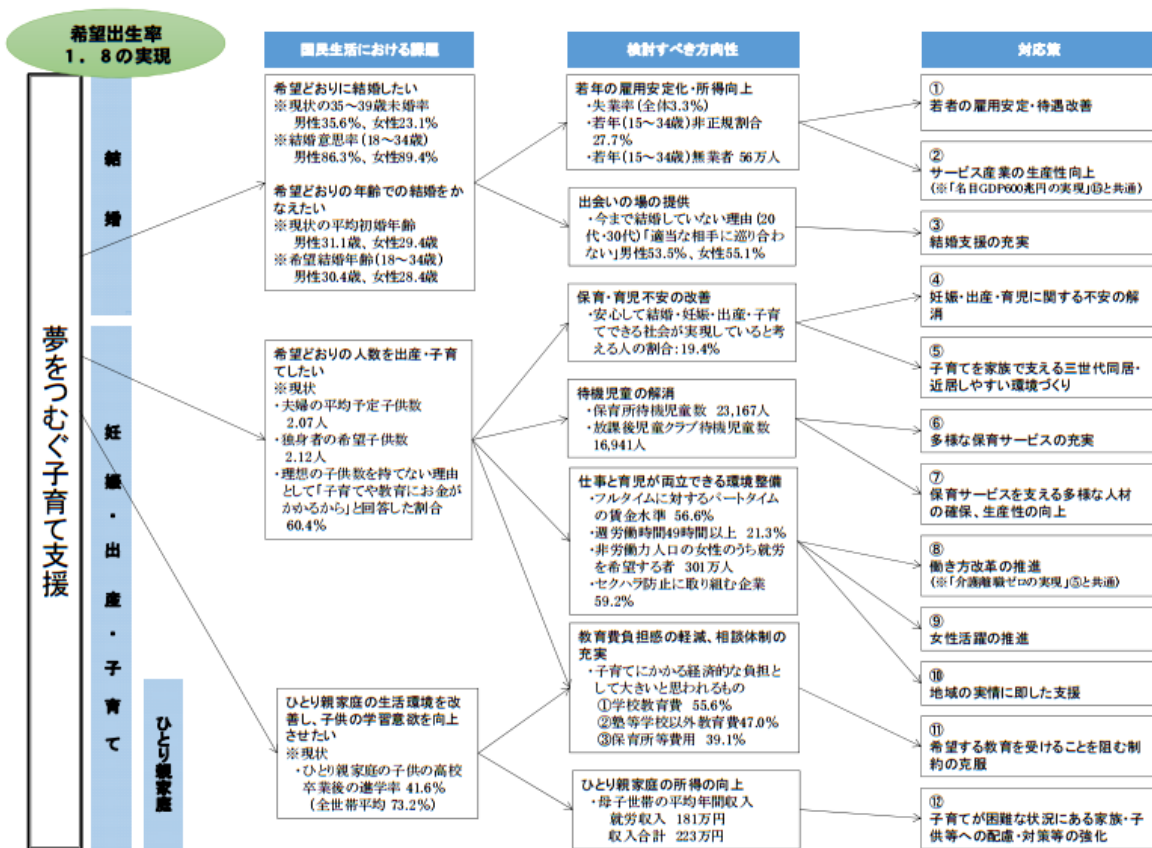 希望出生率
1．8の実現
夢をつむぐ子育て支援
結婚
妊娠・出産・子育て
ひとり親家庭
国民生活における課題
希望どおりに結婚したい
※現状の35～39歳未婚率
男性35.6%、女性23.1%
※結婚意思率(18～34歳)
男性86.3%、女性89.4%
希望どおりの年齢での結婚をか
なえたい
※現状の平均初婚年齢
男性31.1歳、女性29.4歳
※希望結婚年齢(18～34歳)
男性30.4歳、女性28.4歳
希望どおりの人数を出産・子育
てしたい
※現状
・夫婦の平均予定子供数
2.07人
・独身者の希望子供数
2.12人
・理想の子供数を持てない理由
として「子育てや教育にお金が
かかるから」と回答した割合
60.4%
ひとり親家庭の生活環境を改
善し、子供の学習意欲を向上
させたい
※現状
・ひとり親家庭の子供の高校
卒業後の進学率 41.6%
(全世帯平均 73.2%)
検討すべき方向性
若年の雇用安定化・所得向上
・失業率(全体3.3%)
・若年(15～34歳)非正規割合
27.7%
・若年(15～34歳)無業者 56万人
出会いの場の提供
・今まで結婚していない理由(20
代・30代)「適当な相手に巡り合わ
ない」男性53.5%、女性55.1%
保育・育児不安の改善
・安心して結婚・妊娠・出産・子育
てできる社会が実現していると考
える人の割合：19.4%
待機児童の解消
・保育所待機児童数 23,167人
・放課後児童クラブ待機児童数
16,941人
仕事と育児が両立できる環境整備
・フルタイムに対するパートタイム
の賃金水準 56.6%
・週労働時間49時間以上 21.3%
・非労働力人口の女性のうち就労
を希望する者 301万人
・セクハラ防止に取り組む企業
59.2%
教育費負担感の軽減、相談体制の
充実
・子育てにかかる経済的な負担と
して大きいと思われるもの
①学校教育費 55.6%
②塾等学校以外教育費47.0%
③保育所等費用 39.1%
ひとり親家庭の所得の向上
・母子世帯の平均年間収入
就労収入 181万円
収入合計 223万円
対応策
①
若者の雇用安定・待遇改善
②
サービス産業の生産性向上
(※「名目GDP600兆円の実現」⑮と共通)
③
結婚支援の充実
④
妊娠・出産・育児に関する不安の解
消
⑤
子育てを家族で支える三世代同居・
近居しやすい環境づくり
⑥
多様な保育サービスの充実
⑦
保育サービスを支える多様な人材
の確保、生産性の向上
⑧
働き方改革の推進
(※「介護離職ゼロの実現」⑤と共通)
⑨
女性活躍の推進
⑩
地域の実情に即した支援
⑪
希望する教育を受けることを阻む制
約の克服
⑫
子育てが困難な状況にある家族・子
供等への配慮・対策等の強化